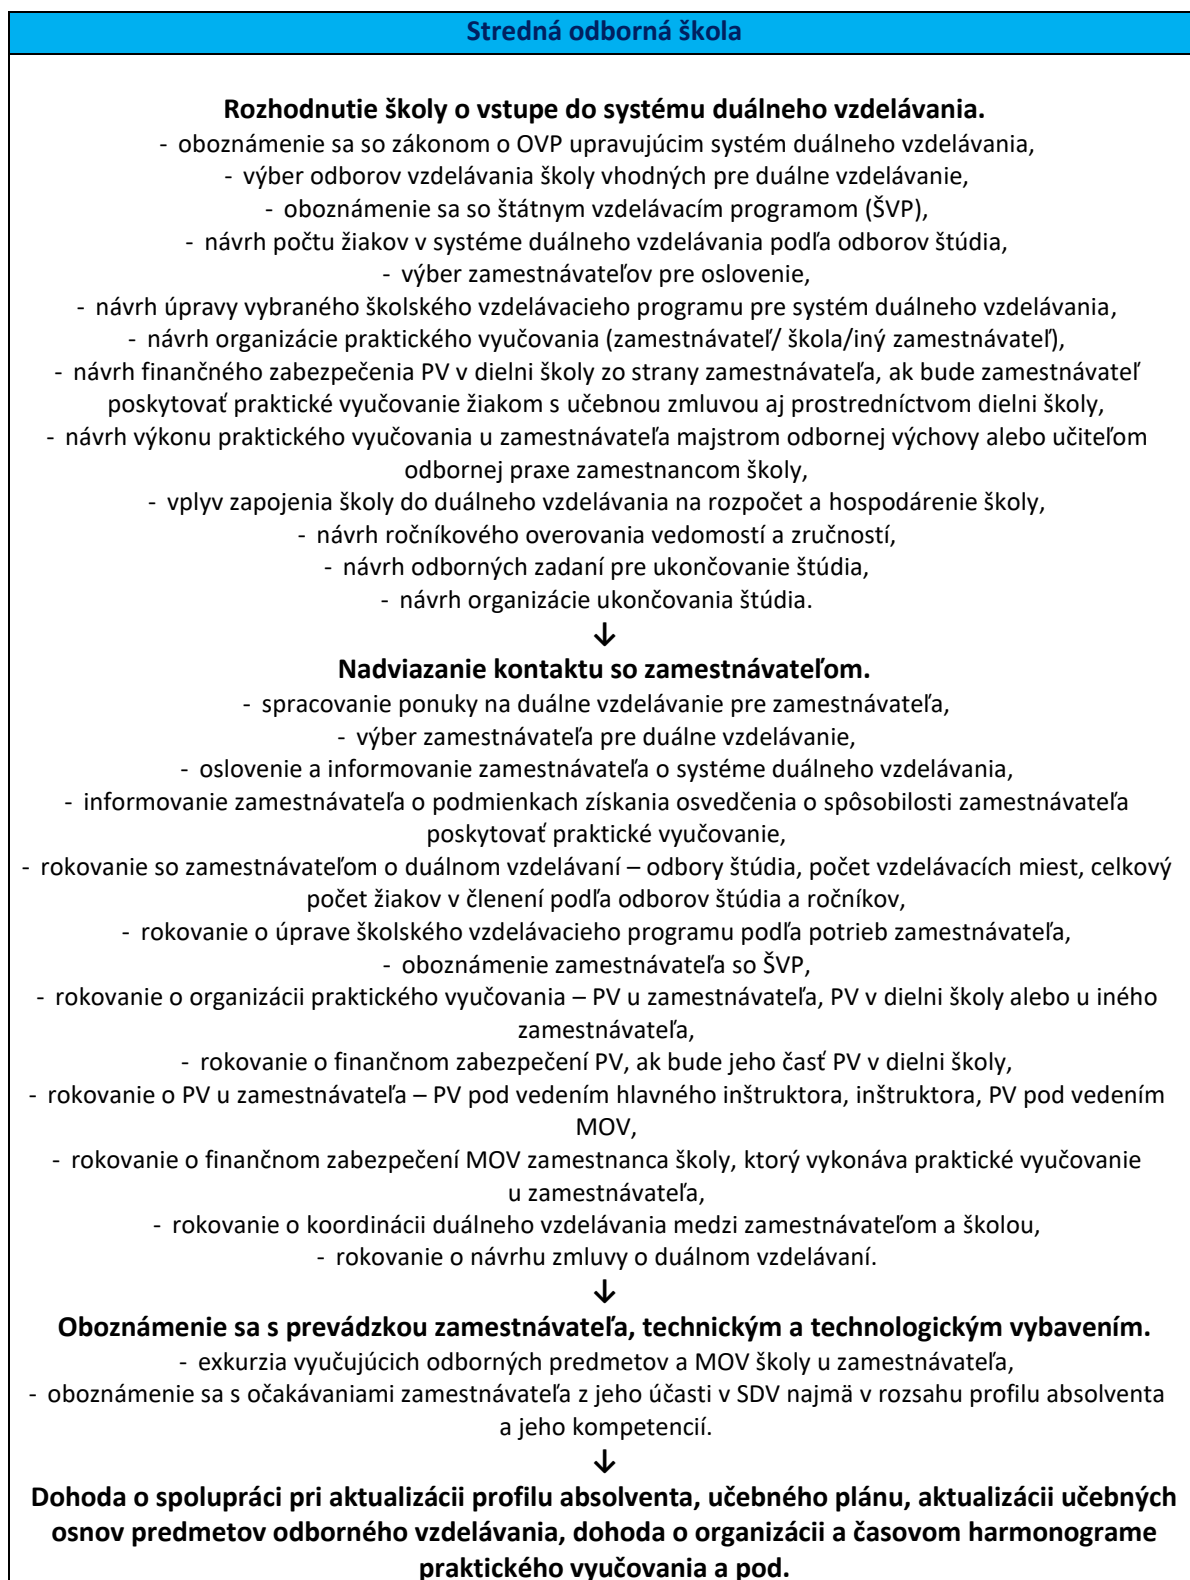 Stredná odborná škola
Rozhodnutie školy o vstupe do systému duálneho vzdelávania.
- oboznámenie sa so zákonom o OVP upravujúcim systém duálneho vzdelávania,
- výber odborov vzdelávania školy vhodných pre duálne vzdelávanie,
- oboznámenie sa so štátnym vzdelávacím programom (ŠVP),
- návrh počtu žiakov v systéme duálneho vzdelávania podľa odborov štúdia,
- výber zamestnávateľov pre oslovenie,
- návrh úpravy vybraného školského vzdelávacieho programu pre systém duálneho vzdelávania,
- návrh organizácie praktického vyučovania (zamestnávateľ/ škola/iný zamestnávateľ),
- návrh finančného zabezpečenia PV v dielni školy zo strany zamestnávateľa, ak bude zamestnávateľ
poskytovať praktické vyučovanie žiakom s učebnou zmluvou aj prostredníctvom dielni školy,
- návrh výkonu praktického vyučovania u zamestnávateľa majstrom odbornej výchovy alebo učiteľom
odbornej praxe zamestnancom školy,
- vplyv zapojenia školy do duálneho vzdelávania na rozpočet a hospodárenie školy,
- návrh ročníkového overovania vedomostí a zručností,
- návrh odborných zadaní pre ukončovanie štúdia,
- návrh organizácie ukončovania štúdia.
↓
Nadviazanie kontaktu so zamestnávateľom.
- spracovanie ponuky na duálne vzdelávanie pre zamestnávateľa,
- výber zamestnávateľa pre duálne vzdelávanie,
- oslovenie a informovanie zamestnávateľa o systéme duálneho vzdelávania,
- informovanie zamestnávateľa o podmienkach získania osvedčenia o spôsobilosti zamestnávateľa
poskytovať praktické vyučovanie,
- rokovanie so zamestnávateľom o duálnom vzdelávaní – odbory štúdia, počet vzdelávacích miest, celkový
počet žiakov v členení podľa odborov štúdia a ročníkov,
- rokovanie o úprave školského vzdelávacieho programu podľa potrieb zamestnávateľa,
- oboznámenie zamestnávateľa so ŠVP,
- rokovanie o organizácii praktického vyučovania – PV u zamestnávateľa, PV v dielni školy alebo u iného
zamestnávateľa,
- rokovanie o finančnom zabezpečení PV, ak bude jeho časť PV v dielni školy,
- rokovanie o PV u zamestnávateľa – PV pod vedením hlavného inštruktora, inštruktora, PV pod vedením
MOV,
- rokovanie o finančnom zabezpečení MOV zamestnanca školy, ktorý vykonáva praktické vyučovanie
u zamestnávateľa,
- rokovanie o koordinácii duálneho vzdelávania medzi zamestnávateľom a školou,
- rokovanie o návrhu zmluvy o duálnom vzdelávaní.
↓
Oboznámenie sa s prevádzkou zamestnávateľa, technickým a technologickým vybavením.
- exkurzia vyučujúcich odborných predmetov a MOV školy u zamestnávateľa,
- oboznámenie sa s očakávaniami zamestnávateľa z jeho účasti v SDV najmä v rozsahu profilu absolventa
a jeho kompetencií.
↓
Dohoda o spolupráci pri aktualizácii profilu absolventa, učebného plánu, aktualizácii učebných
osnov predmetov odborného vzdelávania, dohoda o organizácii a časovom harmonograme
praktického vyučovania a pod.